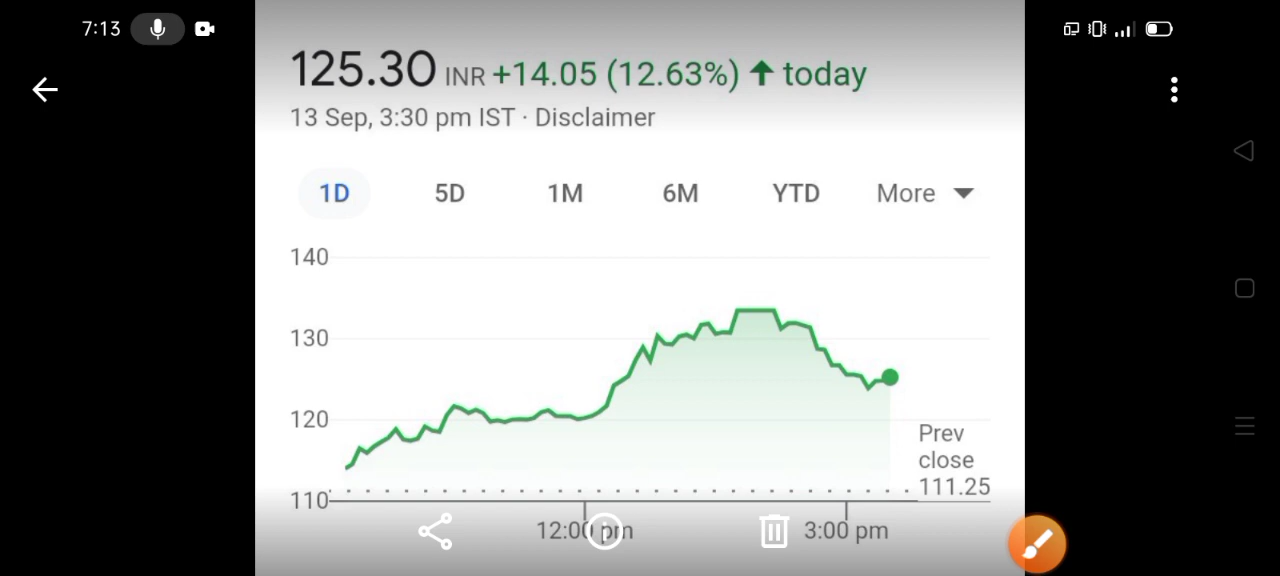 7:13
125.30 INR +14.05 (12.63%) ↑ today
13 Sep, 3:30 pm IST · Disclaimer
1D 5D 1M 6M YTD More
140
130
120
110
Prev
close
111.25
12:00 pm 3:00 pm